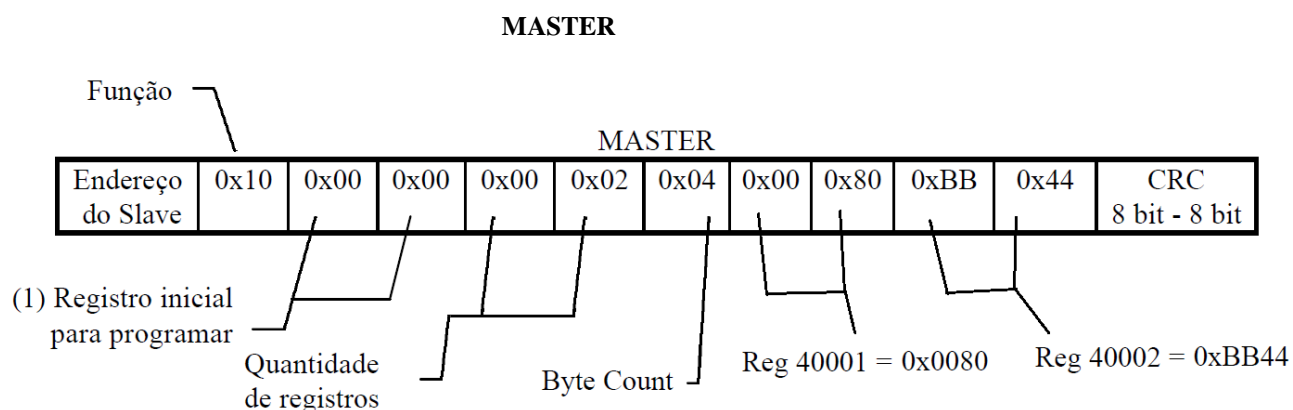 MASTER
Função
MASTER
Endereço 0x10 0x00 0x00 0x00 0x02 0x04 0x00 0x80 0xBB 0x44 CRC
do Slave 8 bit - 8 bit
(1) Registro inicial
para programar
Quantidade
de registros
Byte Count
Reg 40001 = 0x0080
Reg 40002 = 0xBB44